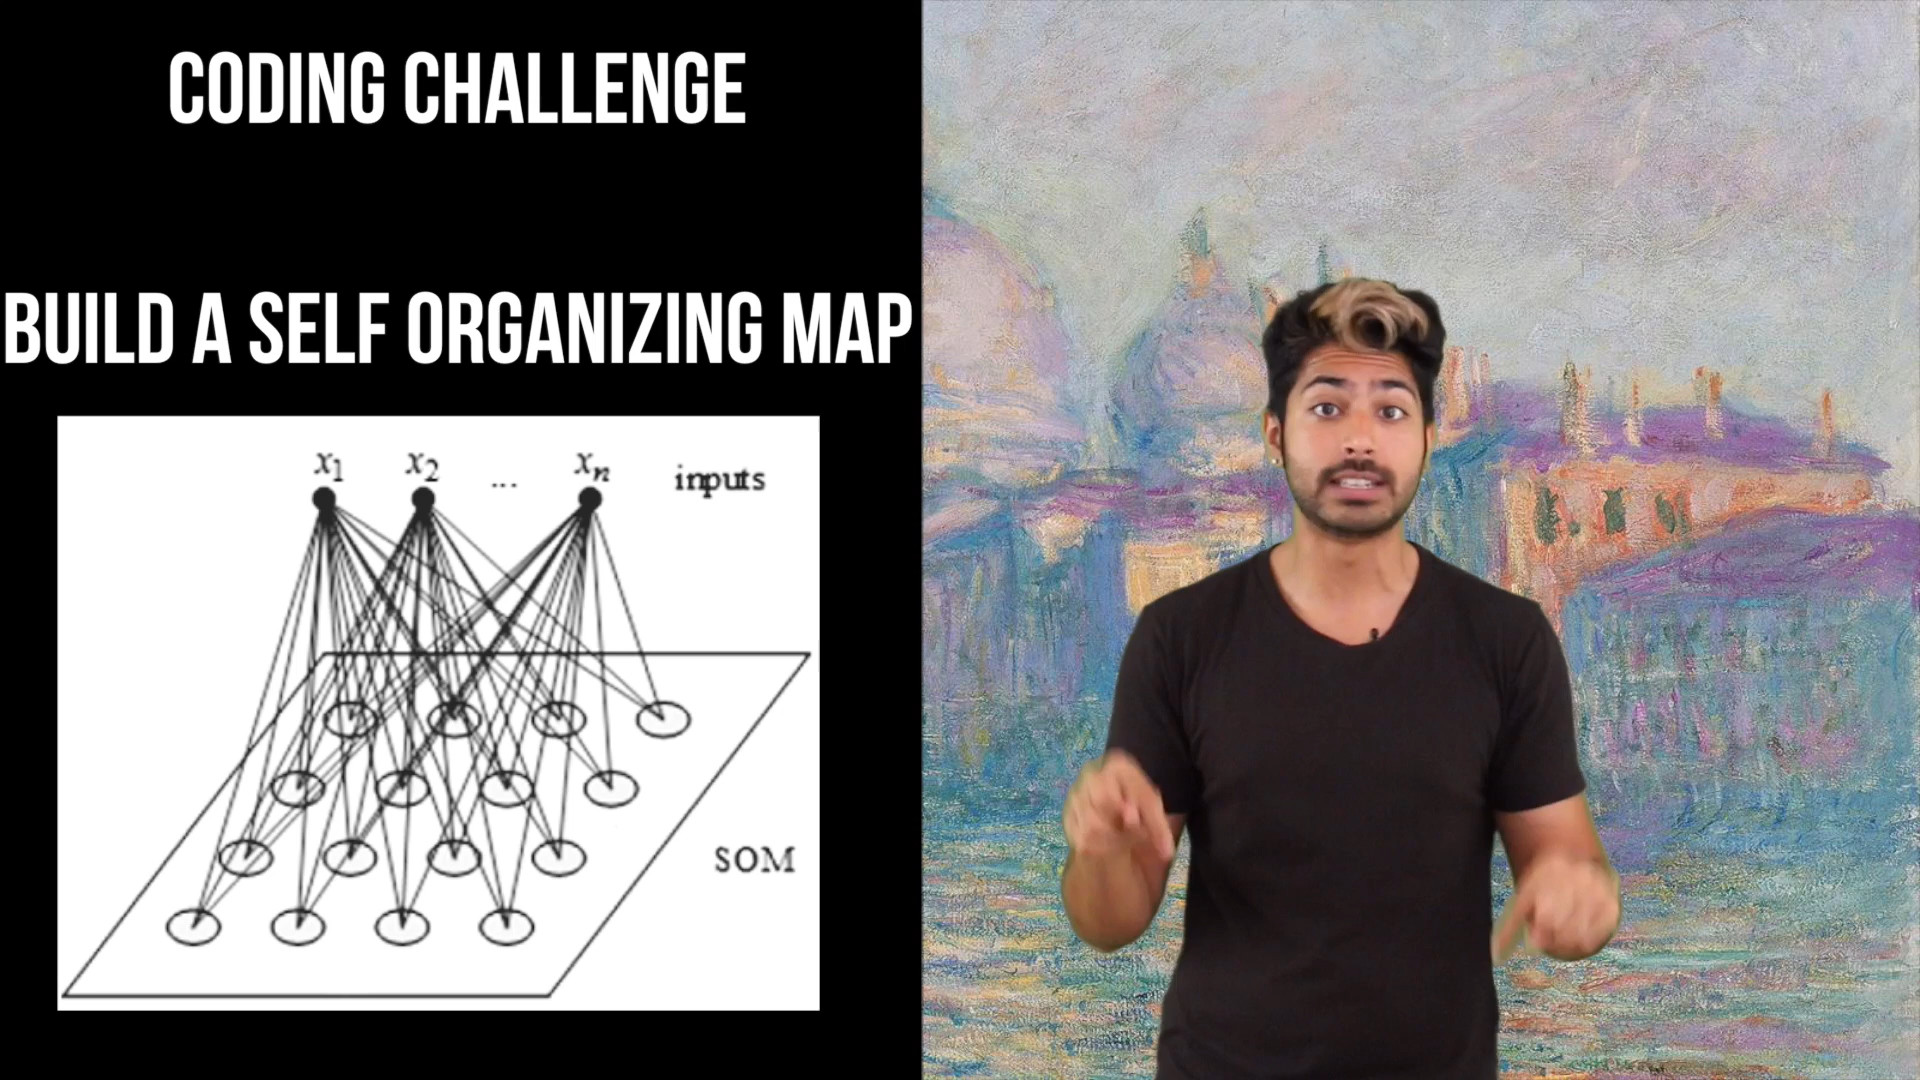 CODING CHALLENGE
BUILD A SELF ORGANIZING MAP
x1 x2 ... xn inputs
SOM